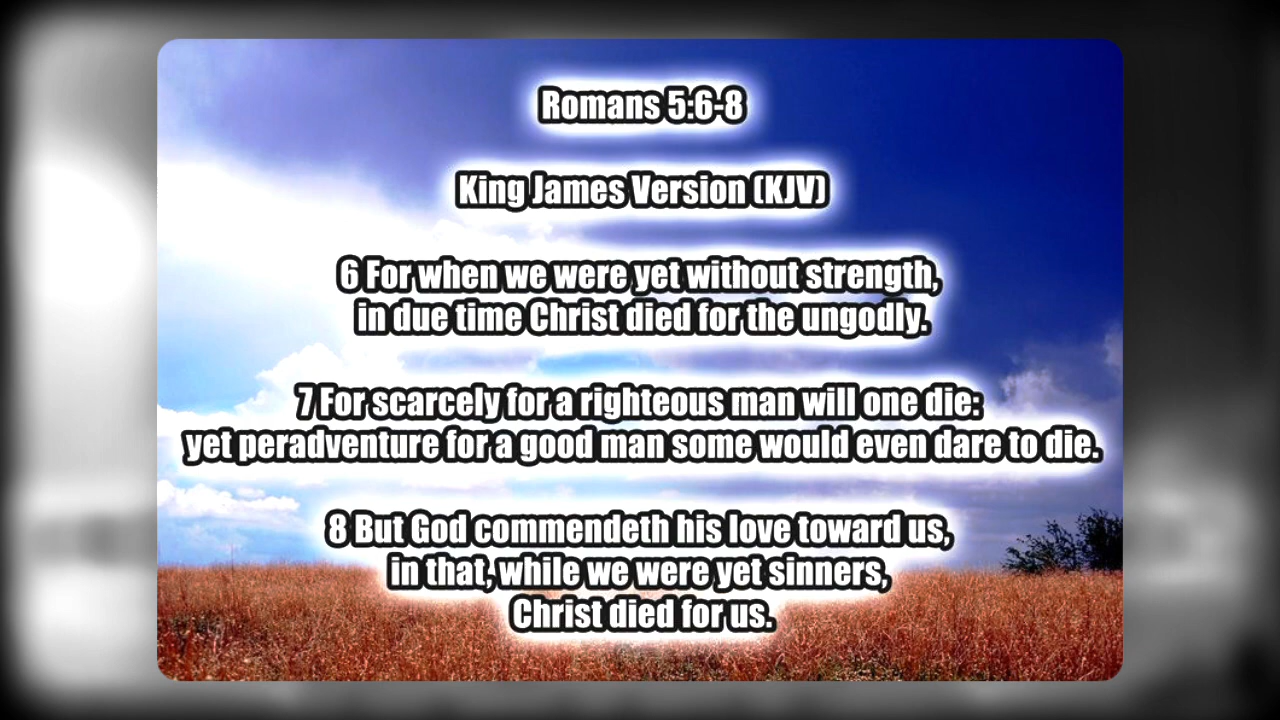 Romans 5:6-8
King James Version (KJV)
6 For when we were yet without strength,
in due time Christ died for the ungodly.
7 For scarcely for a righteous man will one die:
yet peradventure for a good man some would even dare to die.
8 But God commendeth his love toward us,
in that, while we were yet sinners,
Christ died for us.